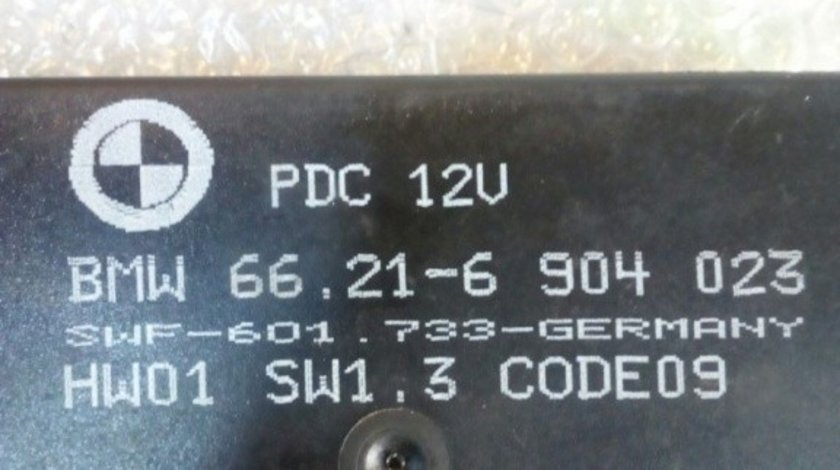 PDC 12V
BMW 66.21-6 904 023
SWF-601.733-GERMANY
HW01 SW1.3 CODE09